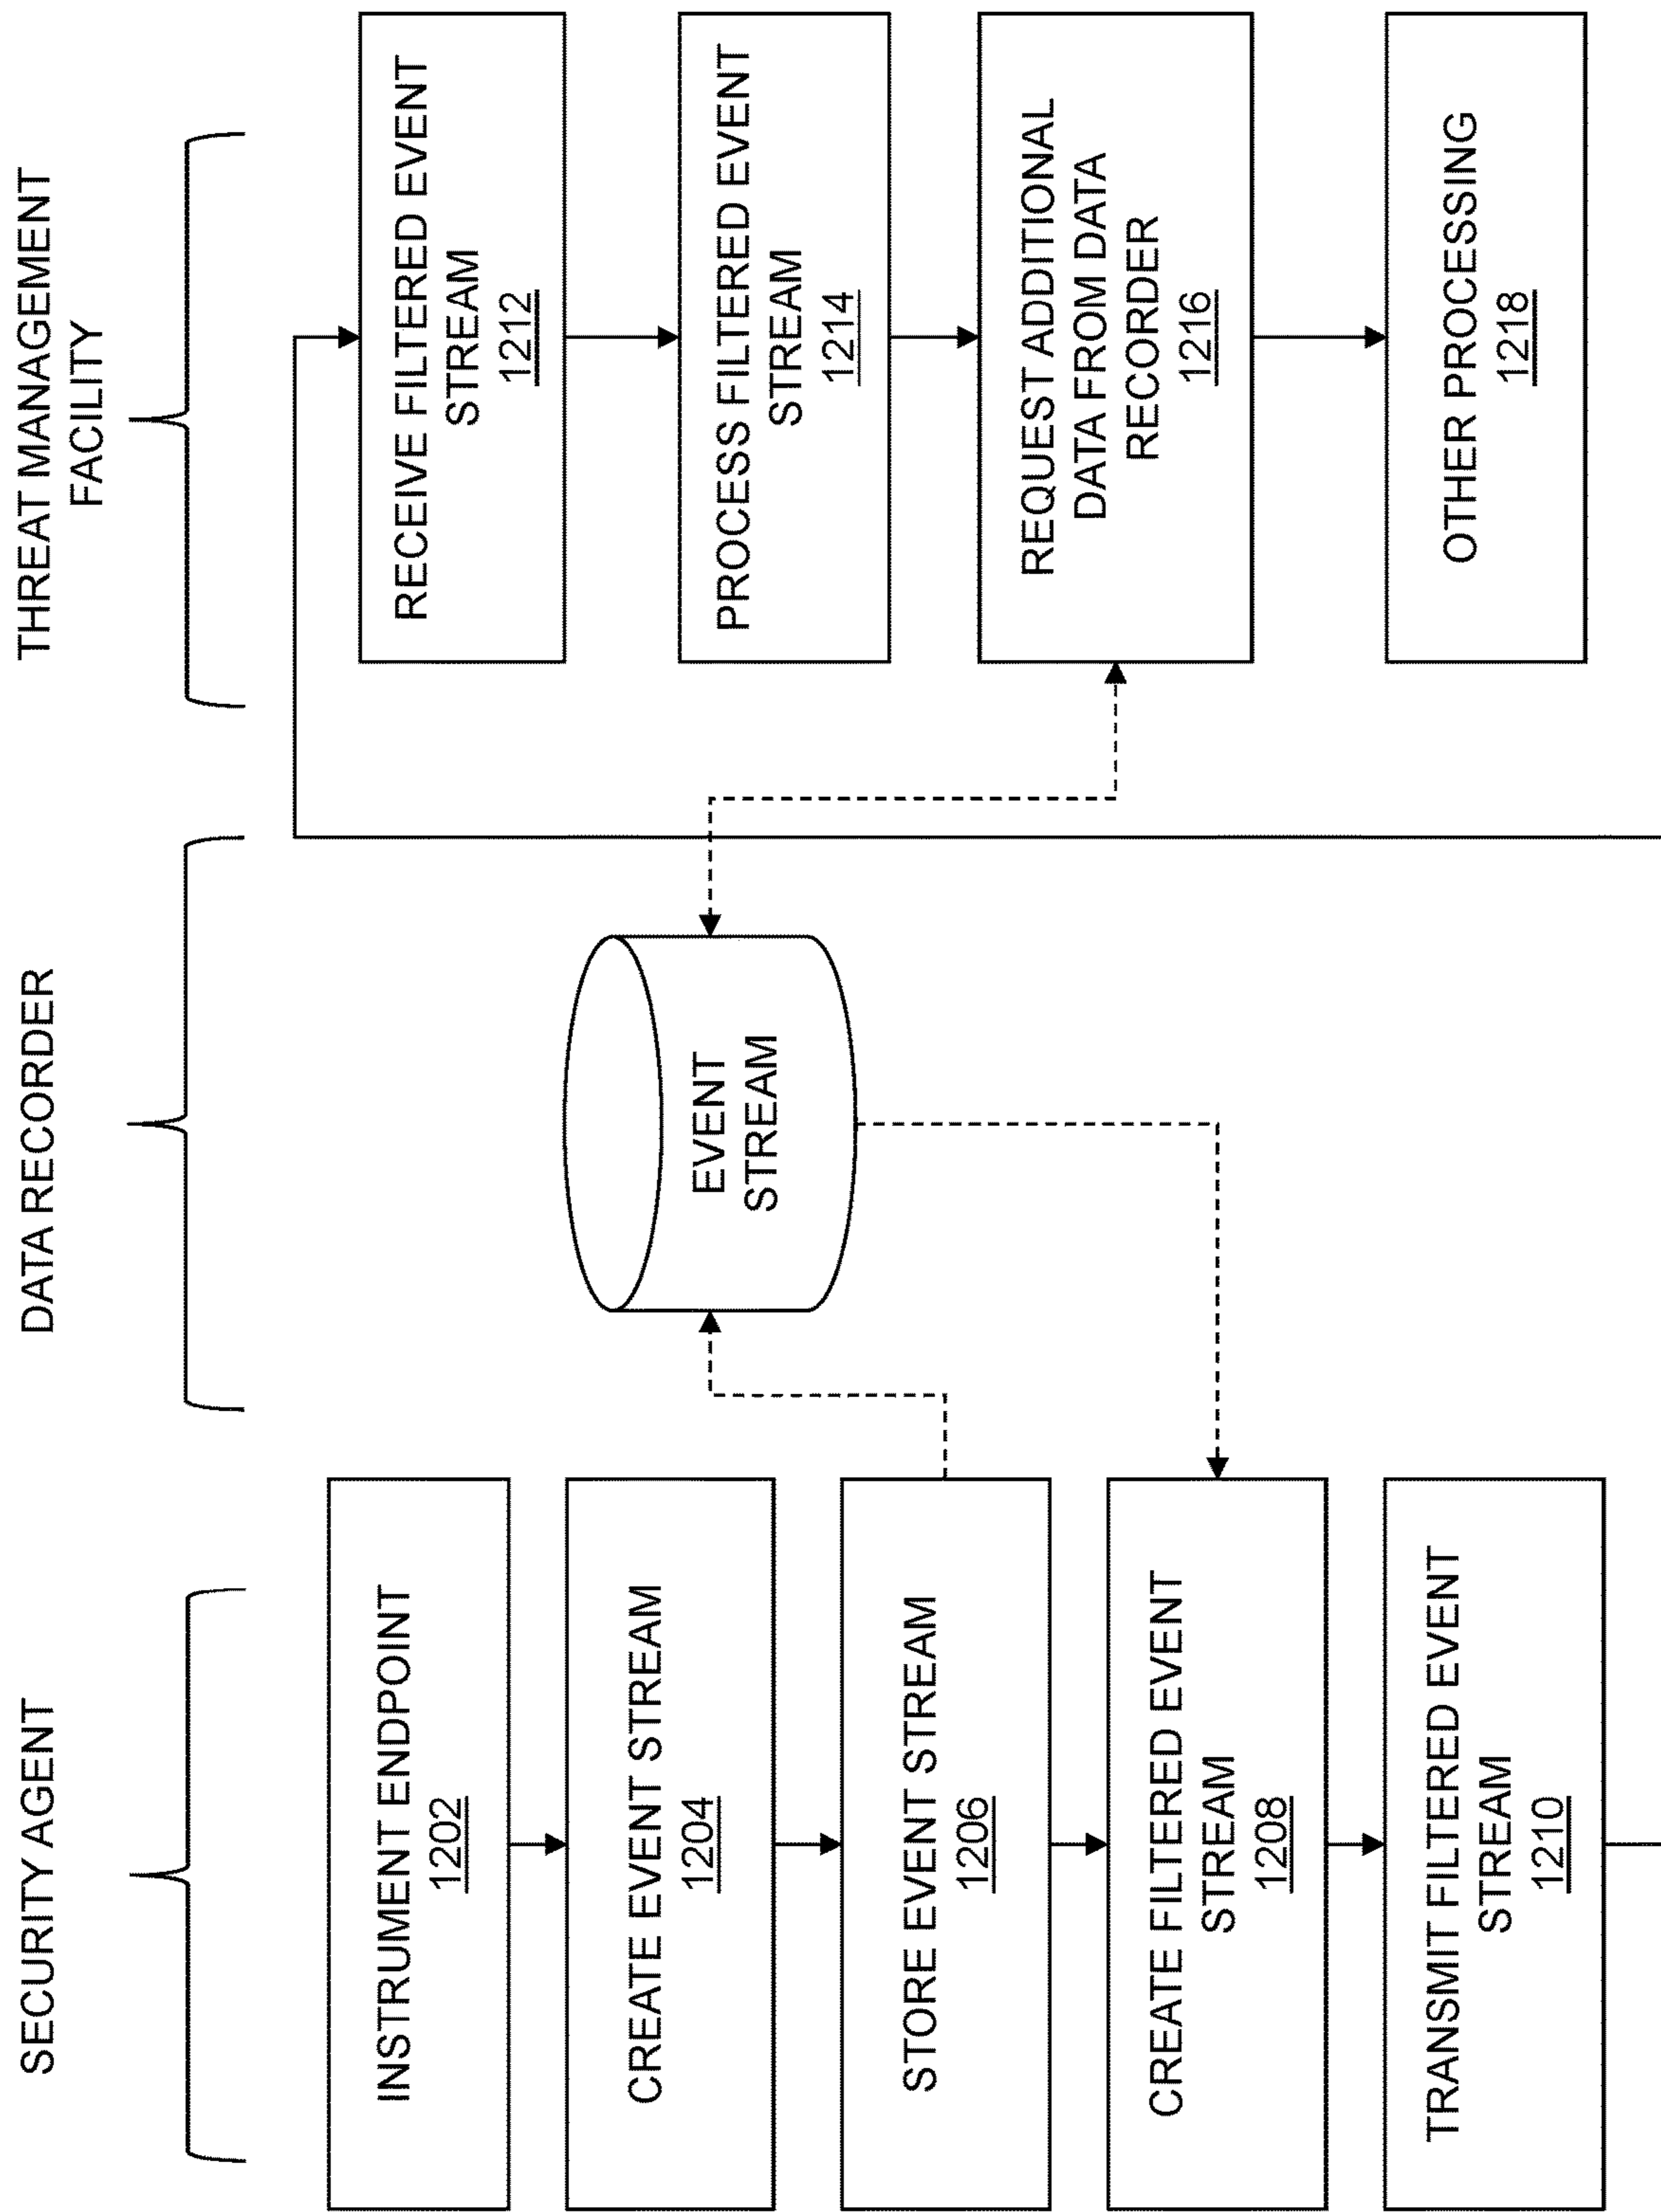 SECURITY AGENT
INSTRUMENT ENDPOINT
1202
CREATE EVENT STREAM
1204
STORE EVENT STREAM
1206
CREATE FILTERED EVENT
STREAM
1208
TRANSMIT FILTERED EVENT
STREAM
1210
DATA RECORDER
EVENT
STREAM
THREAT MANAGEMENT
FACILITY
RECEIVE FILTERED EVENT
STREAM
1212
PROCESS FILTERED EVENT
STREAM
1214
REQUEST ADDITIONAL
DATA FROM DATA
RECORDER
1216
OTHER PROCESSING
1218